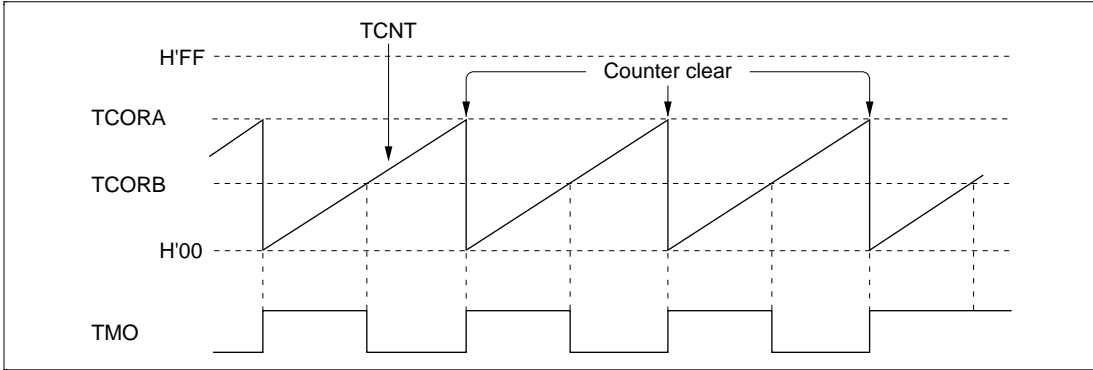 TCNT
H'FF
Counter clear
TCORA
TCORB
H'00
TMO